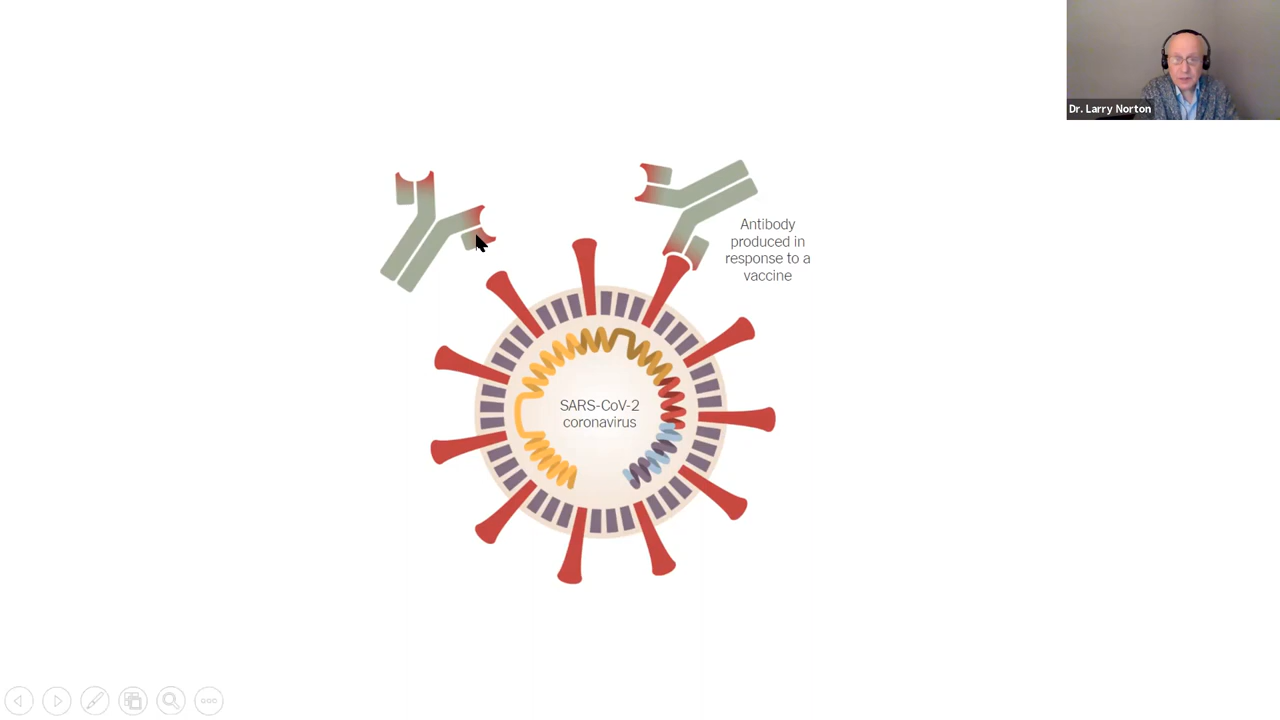 Dr. Larry Norton
Antibody
produced in
response to a
vaccine
SARS-CoV-2
coronavirus